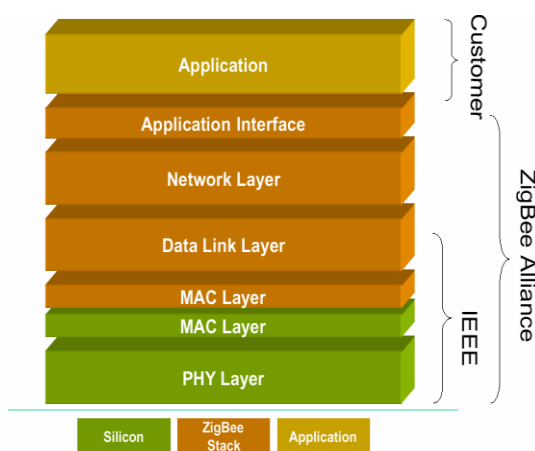 Application
Application Interface
Network Layer
Data Link Layer
MAC Layer
MAC Layer
PHY Layer
Customer
IEEE
ZigBee Alliance
Silicon
ZigBee
Stack
Application